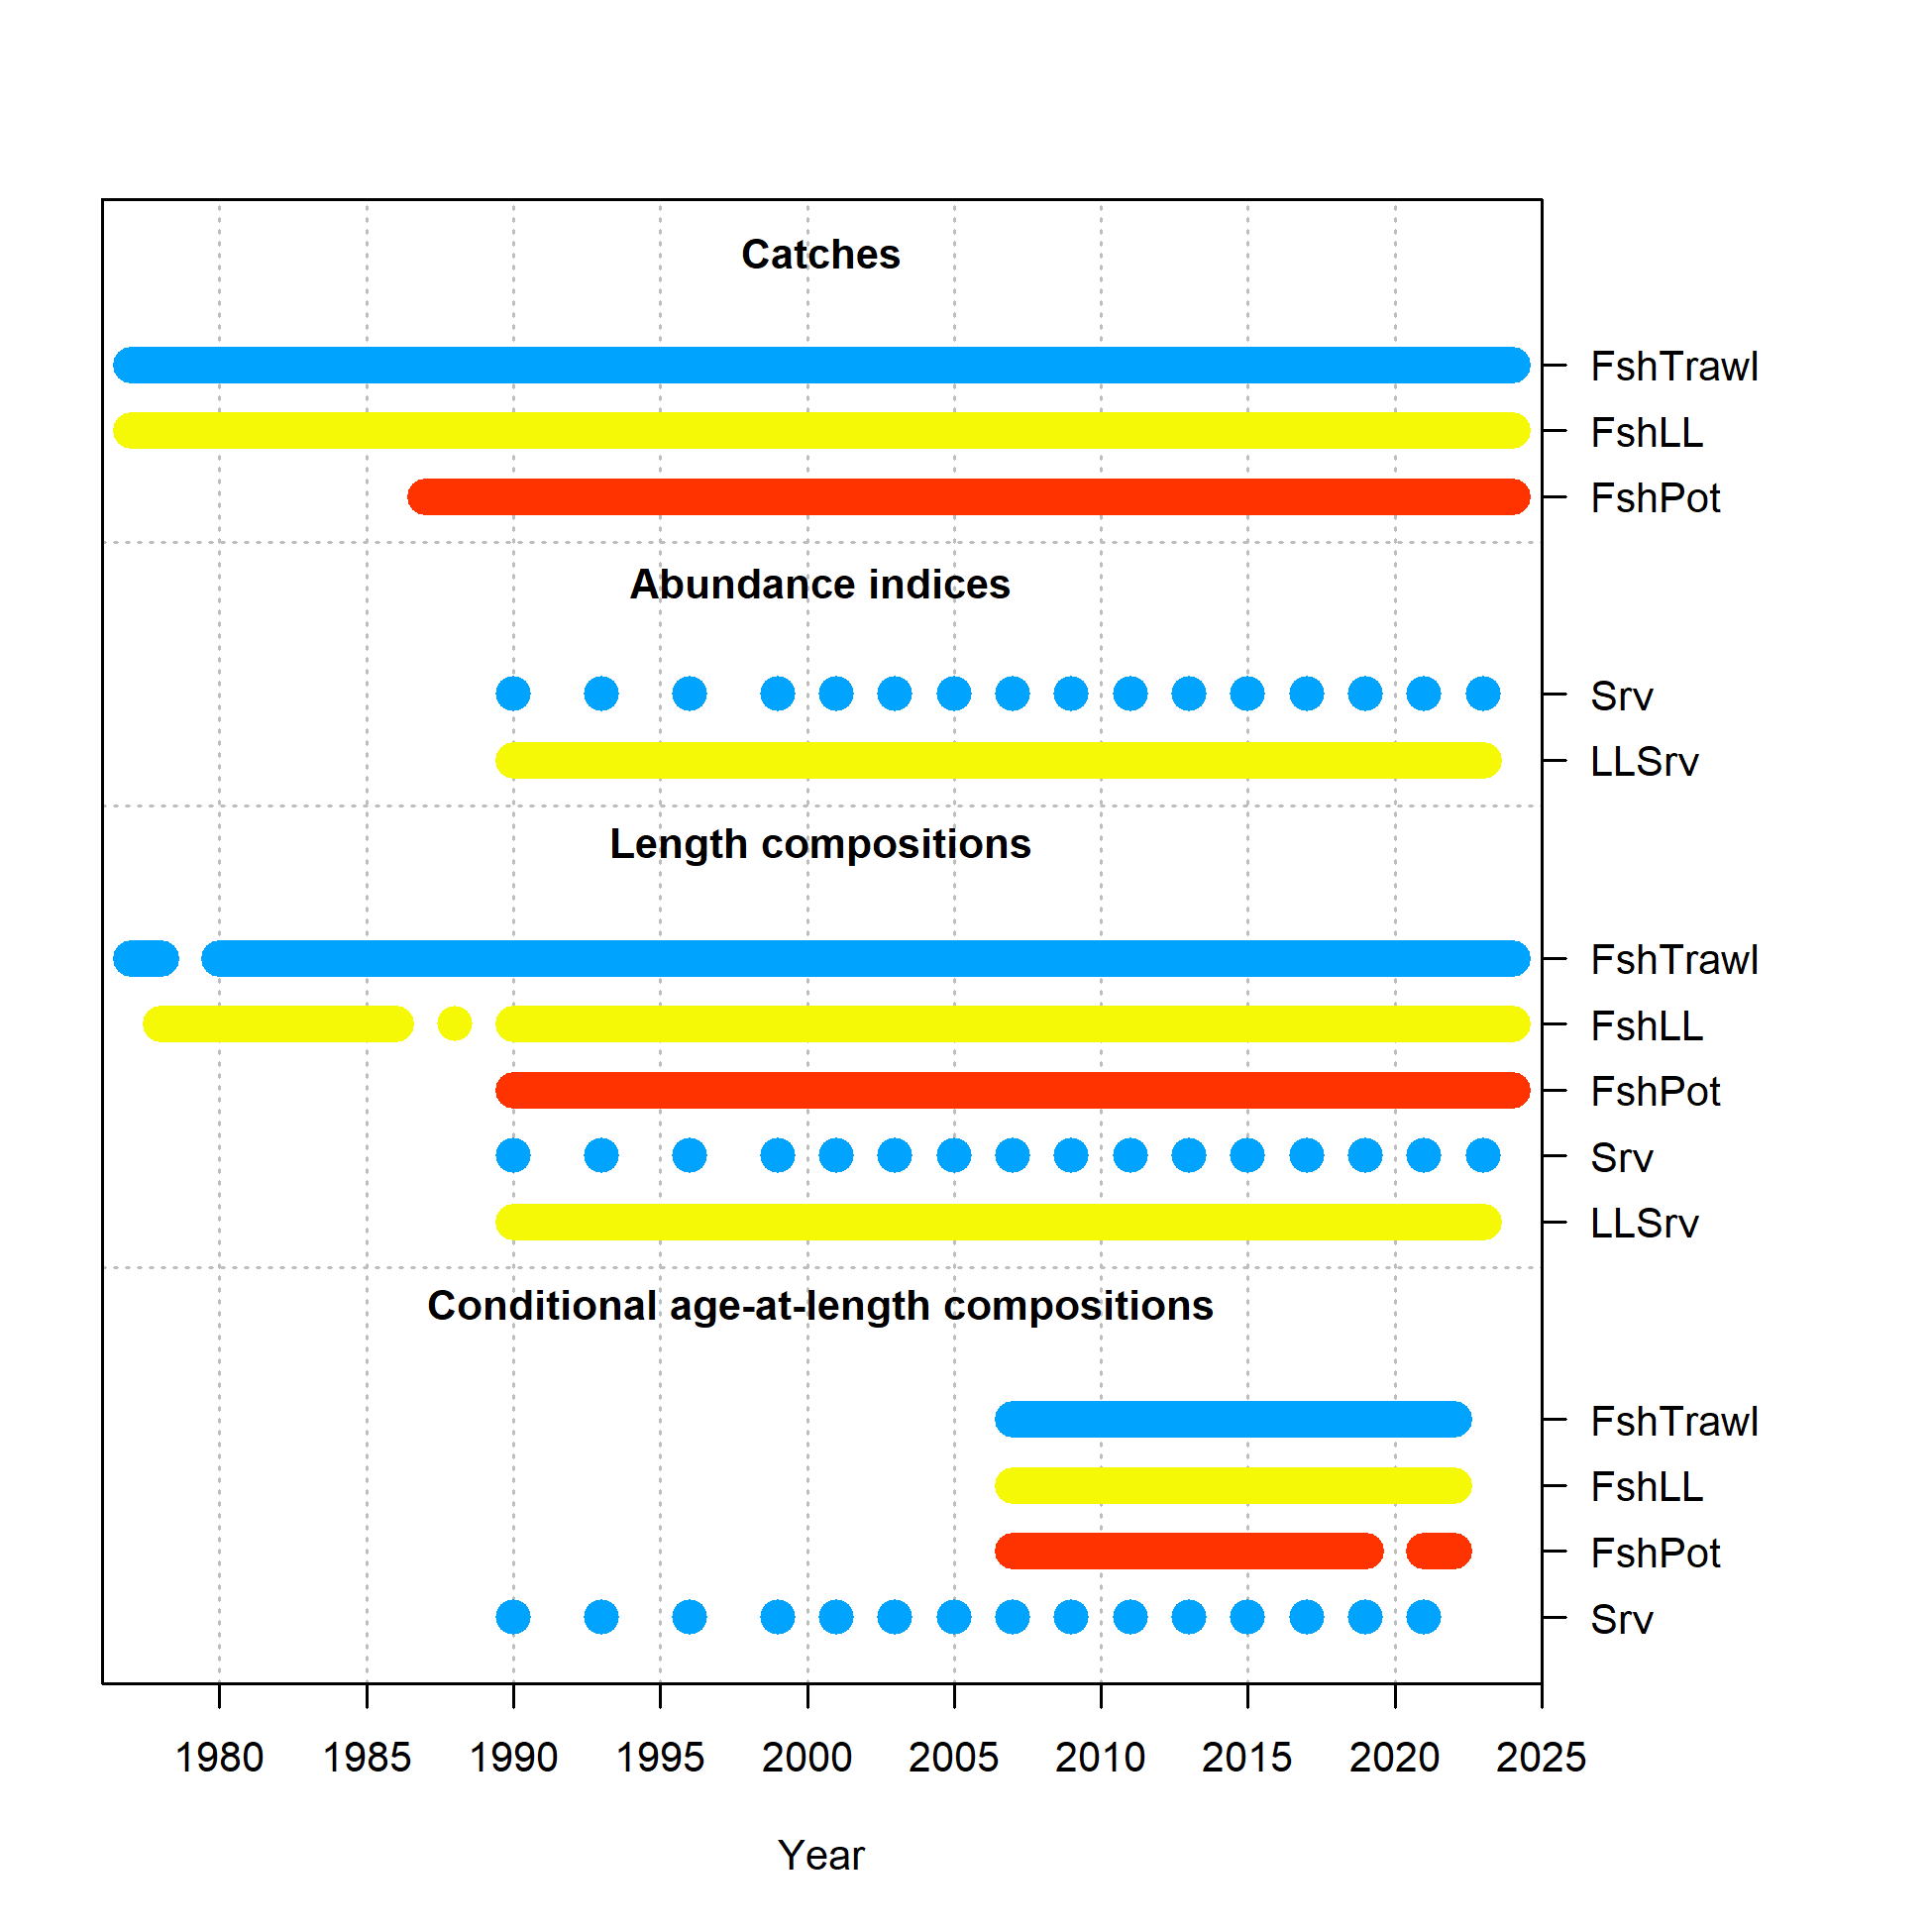 Catches
FshTrawl
FshLL
FshPot
Abundance indices
Srv
LLSrv
Length compositions
FshTrawl
FshLL
FshPot
Srv
LLSrv
Conditional age-at-length compositions
FshTrawl
FshLL
FshPot
Srv
1980 1985 1990 1995 2000 2005 2010 2015 2020 2025
Year